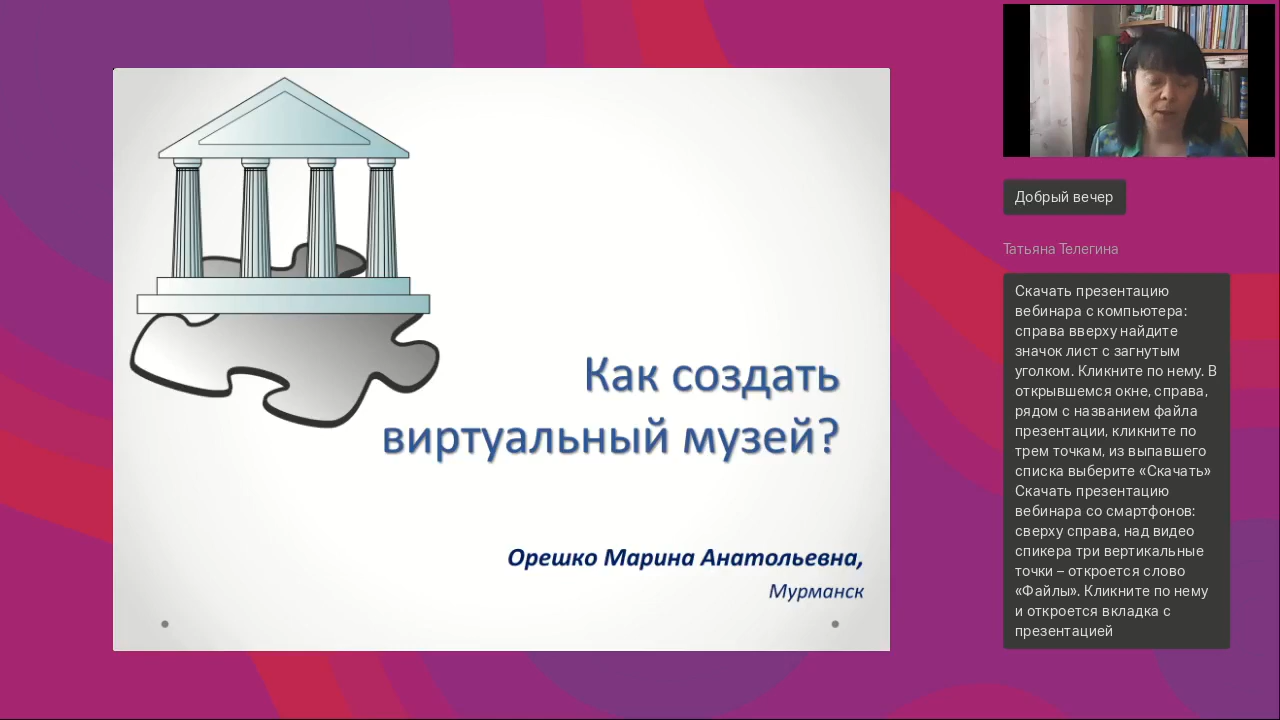 Как создать
виртуальный музей?
Орешко Марина Анатольевна,
Мурманск
Добрый вечер
Татьяна Телегина
Скачать презентацию
вебинара с компьютера:
справа вверху найдите
значок лист с загнутым
уголком. Кликните по нему. В
открывшемся окне, справа,
рядом с названием файла
презентации, кликните по
трем точкам, из выпавшего
списка выберите «Скачать»
Скачать презентацию
вебинара со смартфонов:
сверху справа, над видео
спикера три вертикальные
точки – откроется слово
«Файлы». Кликните по нему
и откроется вкладка с
презентацией